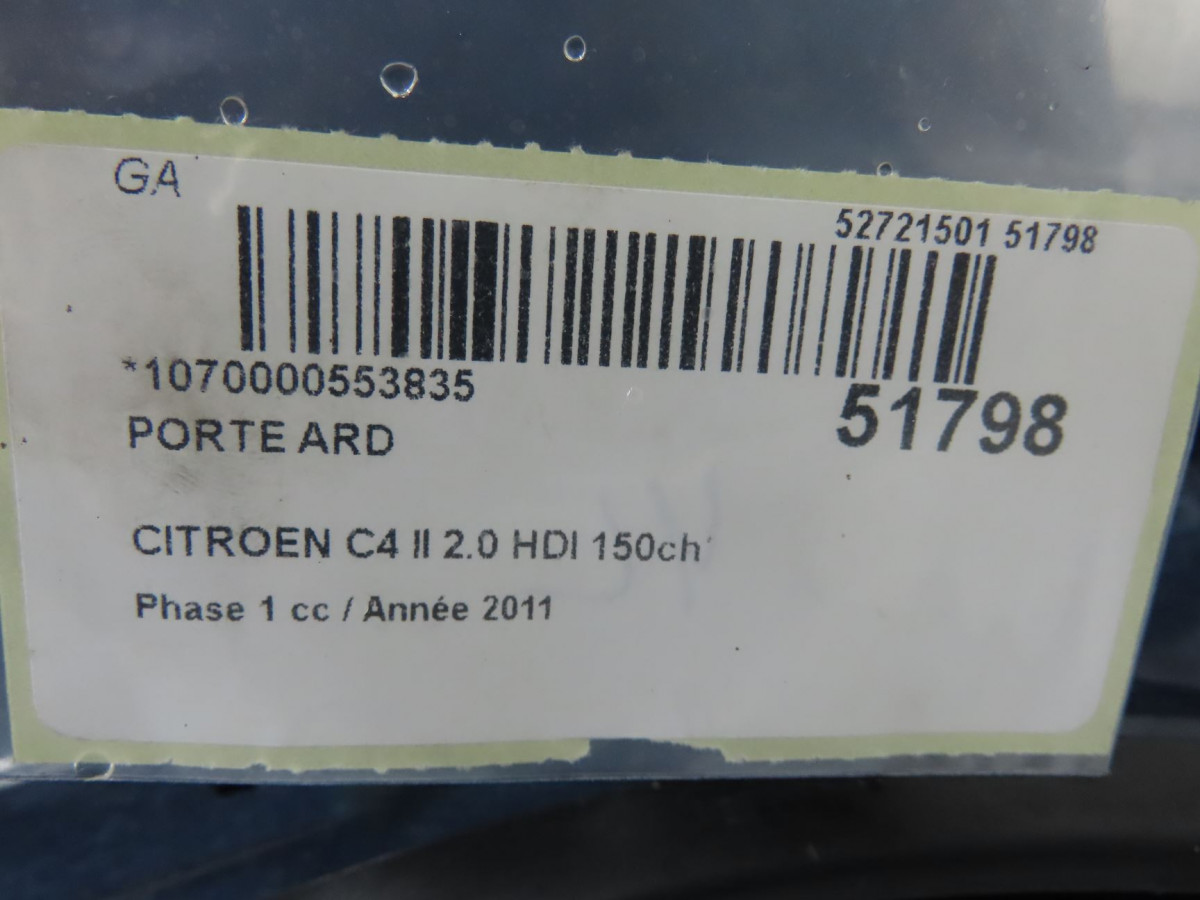 GA
52721501 51798
*1070000553835
51798
PORTE ARD
CITROEN C4 II 2.0 HDI 150ch
Phase 1 cc / Année 2011